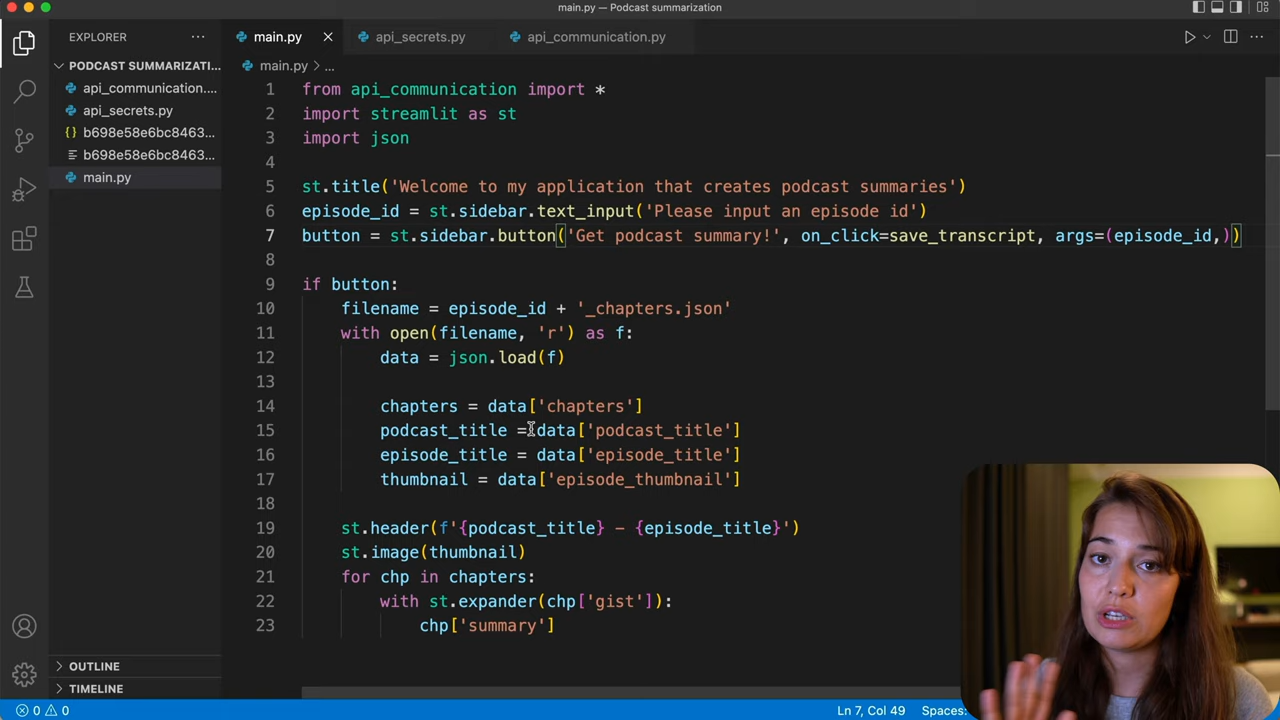 main.py — Podcast summarization
EXPLORER
main.py
api_secrets.py
api_communication.py
PODCAST SUMMARIZATI...
main.py > ...
api_communication....
api_secrets.py
b698e58e6bc8463...
b698e58e6bc8463...
main.py
1 from api_communication import *
2 import streamlit as st
3 import json
4
5 st.title('Welcome to my application that creates podcast summaries')
6 episode_id = st.sidebar.text_input('Please input an episode id')
7 button = st.sidebar.button('Get podcast summary!', on_click=save_transcript, args=(episode_id,))
8
9 if button:
10 filename = episode_id + '_chapters.json'
11 with open(filename, 'r') as f:
12 data = json.load(f)
13
14 chapters = data['chapters']
15 podcast_title = data['podcast_title']
16 episode_title = data['episode_title']
17 thumbnail = data['episode_thumbnail']
18
19 st.header(f'{podcast_title} - {episode_title}')
20 st.image(thumbnail)
21 for chp in chapters:
22 with st.expander(chp['gist']):
23 chp['summary']
OUTLINE
TIMELINE
0 0
Ln 7, Col 49 Spaces: